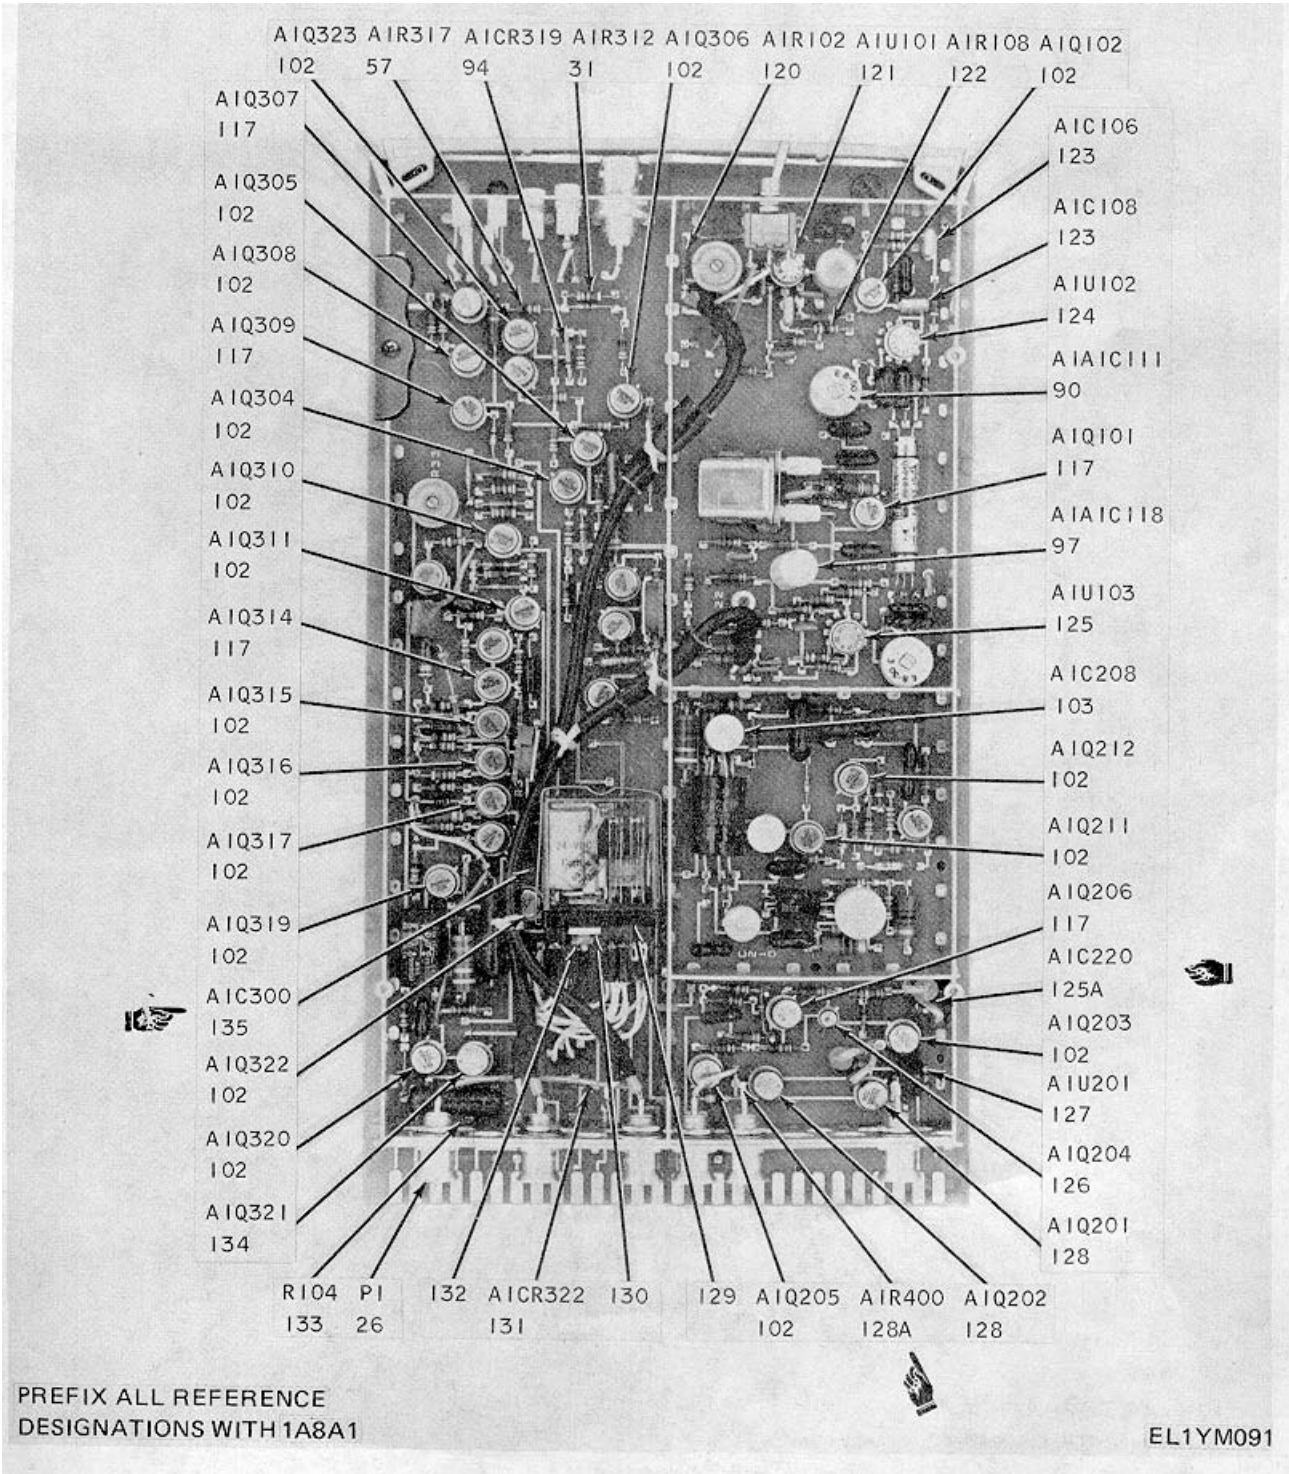 A1Q323 A1R317 A1CR319 A1R312 A1Q306 A1R102 A1U101 A1R108 A1Q102
102 57 94 31 102 120 121 122 102
A1Q307
117
A1Q305
102
A1Q308
102
A1Q309
117
A1Q304
102
A1Q310
102
A1Q311
102
A1Q314
117
A1Q315
102
A1Q316
102
A1Q317
102
A1Q319
102
A1C300
135
A1Q322
102
A1Q320
102
A1Q321
134
A1C106
123
A1C108
123
A1U102
124
A1A1C111
90
A1Q101
117
A1A1C118
97
A1U103
125
A1C208
103
A1Q212
102
A1Q211
102
A1Q206
117
A1C220
125A
A1Q203
102
A1U201
127
A1Q204
126
A1Q201
128
R104 P1 132 A1CR322 130 129 A1Q205 A1R400 A1Q202
133 26 131 102 128A 128
PREFIX ALL REFERENCE
DESIGNATIONS WITH 1A8A1
EL1YM091